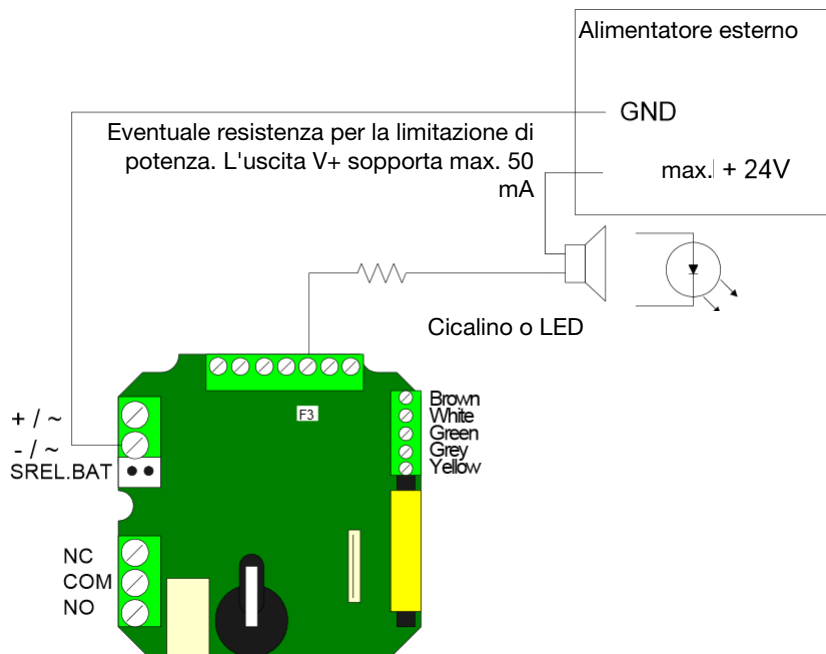 Alimentatore esterno
GND
Eventuale resistenza per la limitazione di
potenza. L'uscita V+ sopporta max. 50
mA
max. + 24V
Cicalino o LED
F3
Brown
White
Green
Grey
Yellow
+ / ~
- / ~
SREL.BAT
NC
COM
NO